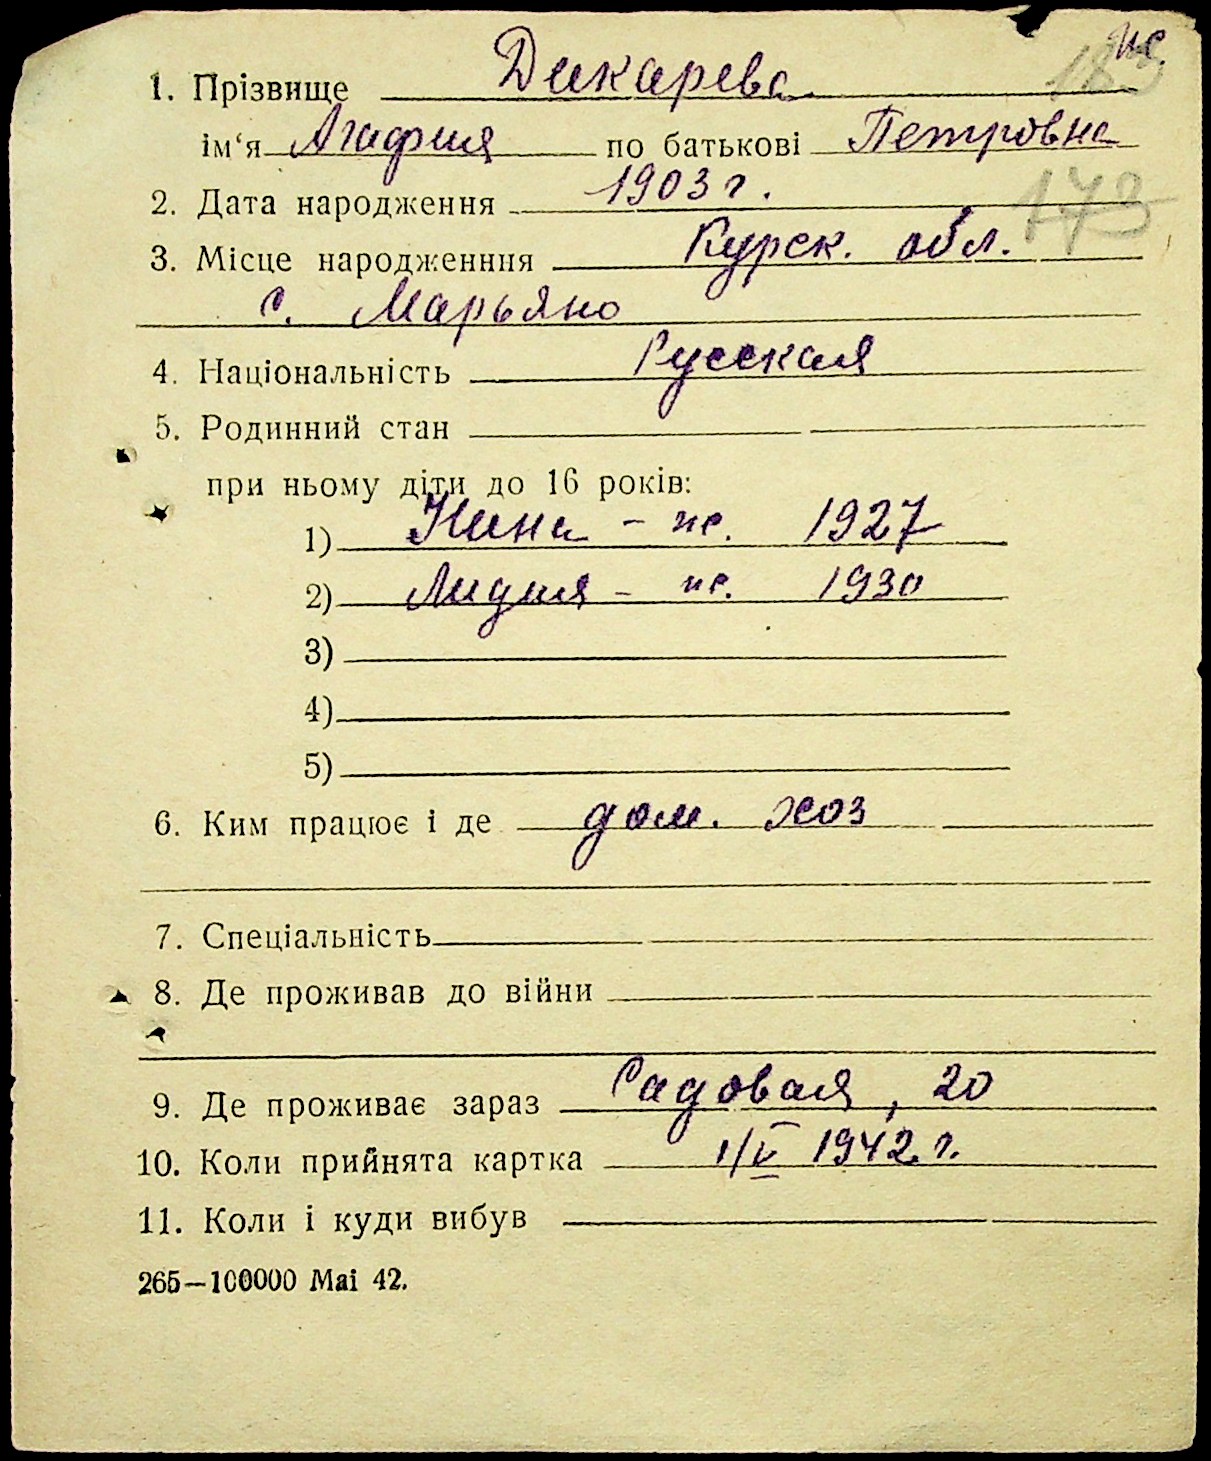 ж.
183
1. Прізвище Дикарева
ім‘я Агафия по батькові Петровна
2. Дата народження 1903 г.
173
3. Місце народженння Курск. обл.
с. Марьяно
4. Національність Русская
5. Родинний стан
при ньому діти до 16 років:
1) Нина - ж. 1927
2) Лидия - ж. 1930
3)
4)
5)
6. Ким працює і де дом. хоз
7. Спеціальність
8. Де проживав до війни
9. Де проживає зараз Садовая, 20
10. Коли прийнята картка 1/V 1942 г.
11. Коли і куди вибув
265—100000 Mai 42.